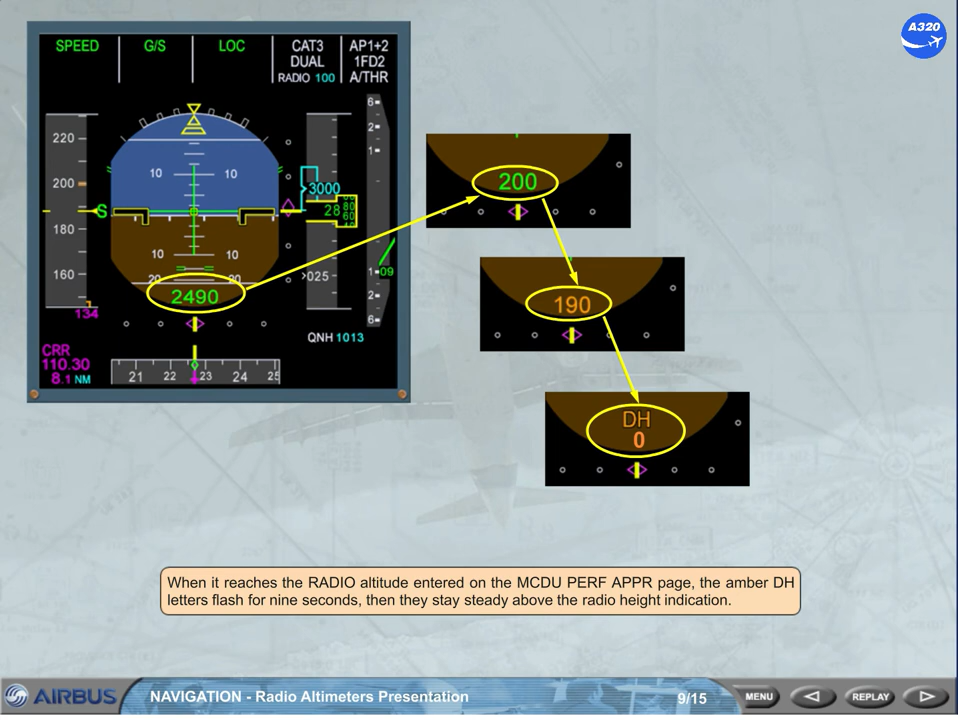 A320
SPEED G/S LOC CAT3 AP1+2
DUAL 1FD2
RADIO 100 A/THR
6
220 2
10 10 1
200
3000
S 28 80
60
180
10 10
160 20 20 025 1 09
2490 2
134 6
QNH 1013
CRR
110.30
8.1 NM
21 22 23 24 25
200
190
DH
0
When it reaches the RADIO altitude entered on the MCDU PERF APPR page, the amber DH
letters flash for nine seconds, then they stay steady above the radio height indication.
AIRBUS NAVIGATION - Radio Altimeters Presentation 9/15 MENU REPLAY